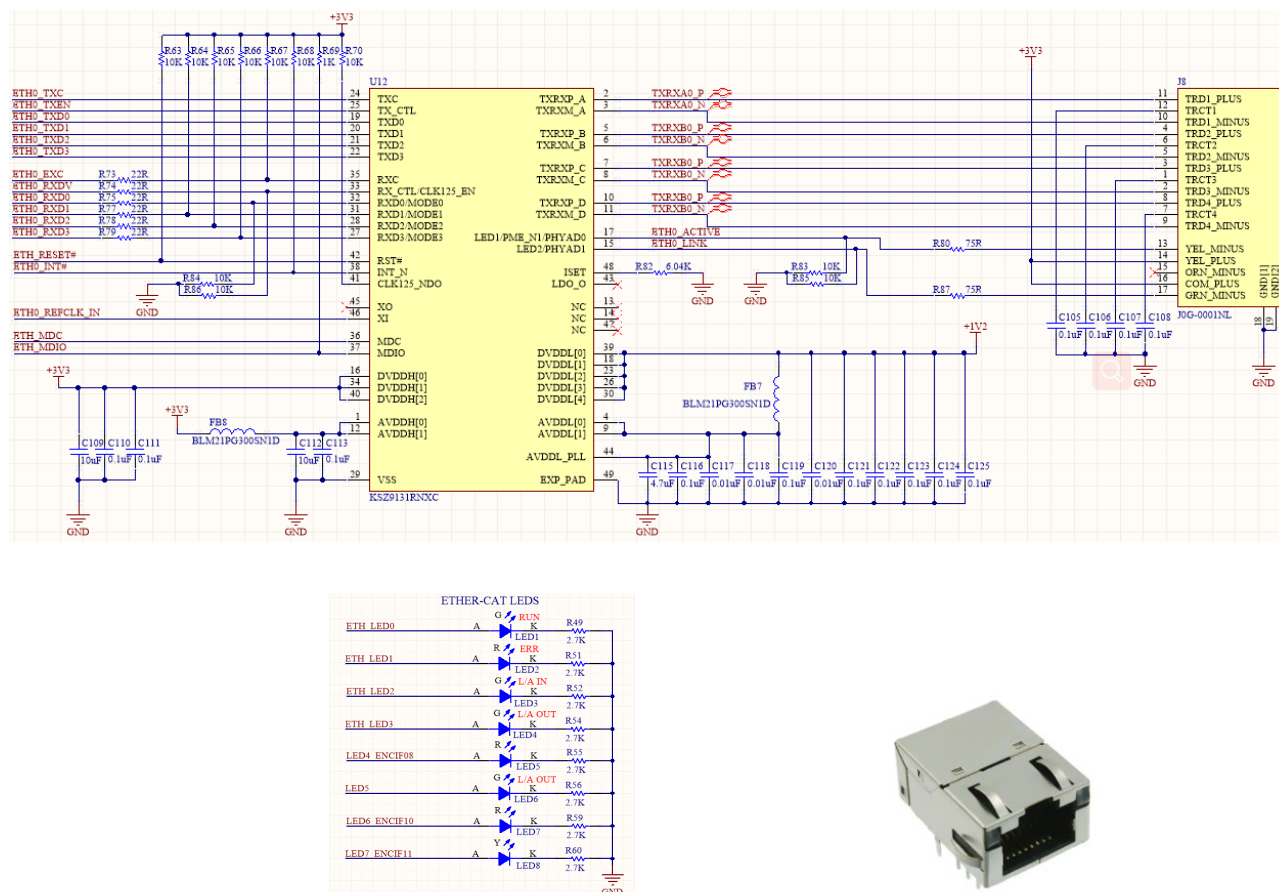 +3V3
R63 R64 R65 R66 R67 R68 R69 R70
10K 10K 10K 10K 10K 10K 1K 10K
+3V3
U12
J8
ETH0_TXC 24 TXC TXRXP_A 2 TXRXA0_P 11 TRD1_PLUS
ETH0_TXEN 25 TX_CTL TXRXM_A 3 TXRXA0_N 12 TRCT1
ETH0_TXD0 19 TXD0 10 TRD1_MINUS
ETH0_TXD1 20 TXD1 TXRXP_B 5 TXRXB0_P 4 TRD2_PLUS
ETH0_TXD2 21 TXD2 TXRXM_B 6 TXRXB0_N 6 TRCT2
ETH0_TXD3 22 TXD3 5 TRD2_MINUS
TXRXP_C 7 TXRXB0_P 3 TRD3_PLUS
ETH0_EXC R73 22R 35 RXC TXRXM_C 8 TXRXB0_N 1 TRCT3
ETH0_RXDV R74 22R 33 RX_CTL/CLK125_EN 2 TRD3_MINUS
ETH0_RXD0 R75 22R 32 RXD0/MODE0 TXRXP_D 10 TXRXB0_P 8 TRD4_PLUS
ETH0_RXD1 R77 22R 31 RXD1/MODE1 TXRXM_D 11 TXRXB0_N 7 TRCT4
ETH0_RXD2 R78 22R 28 RXD2/MODE2 9 TRD4_MINUS
ETH0_RXD3 R79 22R 27 RXD3/MODE3 LED1/PME_N1/PHYAD0 17 ETH0_ACTIVE
LED2/PHYAD1 15 ETH0_LINK R80 75R 13 YEL_MINUS
ETH_RESET# 42 RST# 14 YEL_PLUS
ETH0_INT# 38 INT_N ISET 48 R82 6.04K R83 10K 15 ORN_MINUS
R84 10K 41 CLK125_NDO LDO_O 43 R85 10K 16 COM_PLUS
R86 10K R87 75R 17 GRN_MINUS
GND GND GND
GND[1] GND[2]
18 19
J0G-0001NL
45 XO NC 13
ETH0_REFCLK_IN 46 XI NC 14
NC 47
C105 C106 C107 C108
0.1uF 0.1uF 0.1uF 0.1uF
+1V2
ETH_MDC 36 MDC
ETH_MDIO 37 MDIO DVDDL[0] 39
DVDDL[1] 18
+3V3 16 DVDDH[0] DVDDL[2] 23
34 DVDDH[1] DVDDL[3] 26
40 DVDDH[2] DVDDL[4] 30
GND GND
FB7
BLM21PG300SN1D
+3V3
FB8
BLM21PG300SN1D
1 AVDDH[0] AVDDL[0] 4
12 AVDDH[1] AVDDL[1] 9
C109 C110 C111 C112 C113
10uF 0.1uF 0.1uF 10uF 0.1uF
AVDDL_PLL 44
C115 C116 C117 C118 C119 C120 C121 C122 C123 C124 C125
4.7uF 0.1uF 0.01uF 0.01uF 0.1uF 0.01uF 0.1uF 0.1uF 0.1uF 0.1uF 0.1uF
29 VSS EXP_PAD 49
KSZ9131RNXC
GND GND GND
ETHER-CAT LEDS
G RUN
ETH_LED0 A K R49
LED1 2.7K
R ERR
ETH_LED1 A K R51
LED2 2.7K
G L/A IN
ETH_LED2 A K R52
LED3 2.7K
G L/A OUT
ETH_LED3 A K R54
LED4 2.7K
R
LED4_ENCIF08 A K R55
LED5 2.7K
G L/A OUT
LED5 A K R56
LED6 2.7K
R
LED6_ENCIF10 A K R59
LED7 2.7K
Y
LED7_ENCIF11 A K R60
LED8 2.7K
GND